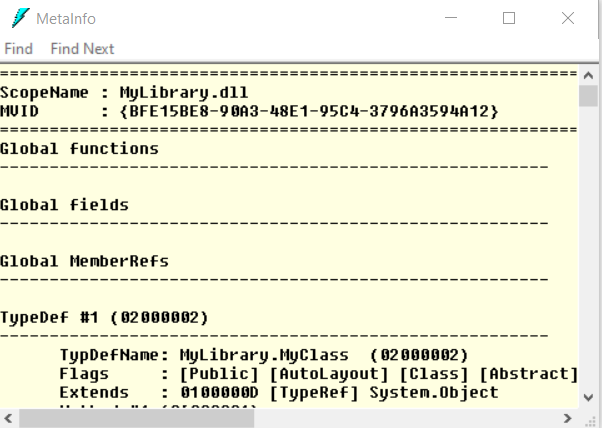 MetaInfo
Find Find Next
================================================================
ScopeName : MyLibrary.dll
MVID      : {BFE15BE8-90A3-48E1-95C4-3796A3594A12}
================================================================
Global functions
-------------------------------------------------------

Global fields
-------------------------------------------------------

Global MemberRefs
-------------------------------------------------------

TypeDef #1 (02000002)
-------------------------------------------------------
      TypDefName: MyLibrary.MyClass  (02000002)
      Flags     : [Public] [AutoLayout] [Class] [Abstract]
      Extends   : 0100000D [TypeRef] System.Object